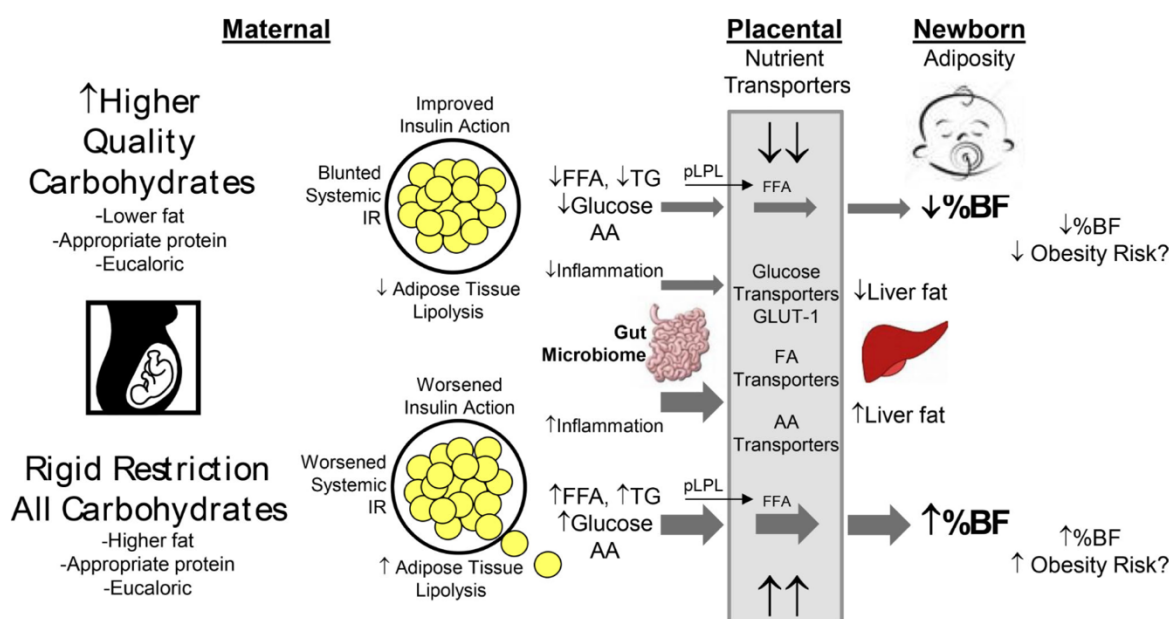 Maternal
Placental
Nutrient
Transporters
Newborn
Adiposity
↑Higher
Quality
Carbohydrates
-Lower fat
-Appropriate protein
-Eucaloric
Improved
Insulin Action
Blunted
Systemic
IR
↓ Adipose Tissue
Lipolysis
↓FFA, ↓TG
↓Glucose
AA
pLPL
FFA
↓%BF
↓%BF
↓ Obesity Risk?
↓Inflammation
Glucose
Transporters
GLUT-1
↓Liver fat
Gut
Microbiome
FA
Transporters
↑Liver fat
Worsened
Insulin Action
↑Inflammation
AA
Transporters
Rigid Restriction
All Carbohydrates
-Higher fat
-Appropriate protein
-Eucaloric
Worsened
Systemic
IR
↑ Adipose Tissue
Lipolysis
↑FFA, ↑TG
↑Glucose
AA
pLPL
FFA
↑%BF
↑%BF
↑ Obesity Risk?